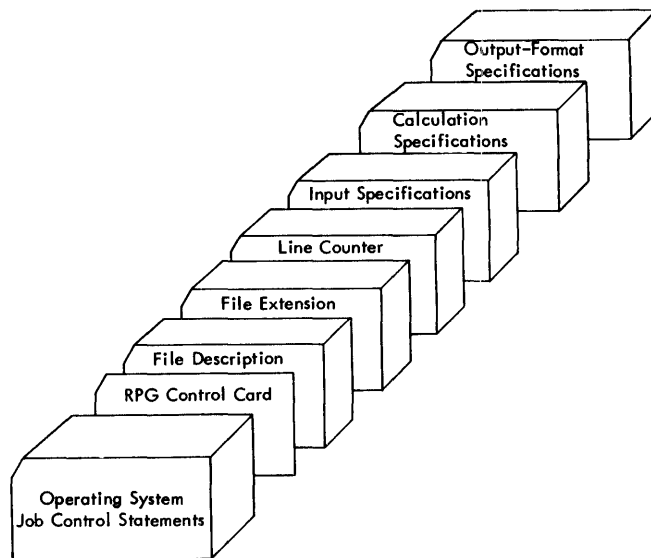 Output-Format
Specifications
Calculation
Specifications
Input Specifications
Line Counter
File Extension
File Description
RPG Control Card
Operating System
Job Control Statements